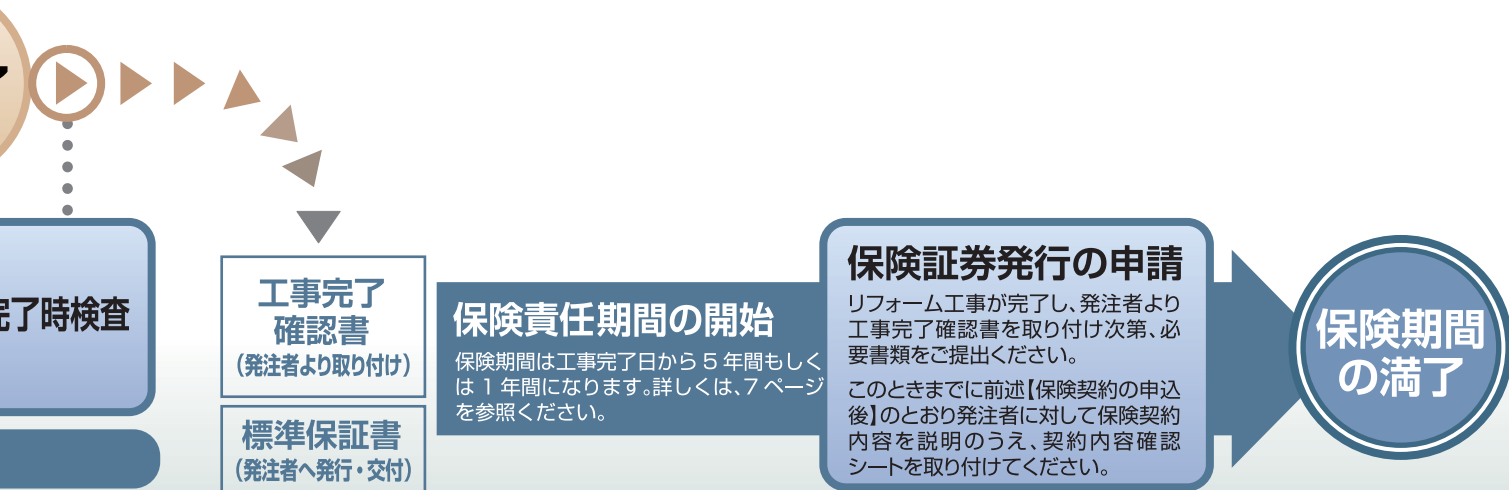 完了時検査
工事完了
確認書
(発注者より取り付け)
標準保証書
(発注者へ発行・交付)
保険責任期間の開始
保険期間は工事完了日から 5 年間もしく
は 1 年間になります。詳しくは、7 ページ
を参照ください。
保険証券発行の申請
リフォーム工事が完了し、発注者より
工事完了確認書を取り付け次第、必
要書類をご提出ください。
このときまでに前述【保険契約の申込
後】のとおり発注者に対して保険契約
内容を説明のうえ、契約内容確認
シートを取り付けてください。
保険期間
の満了